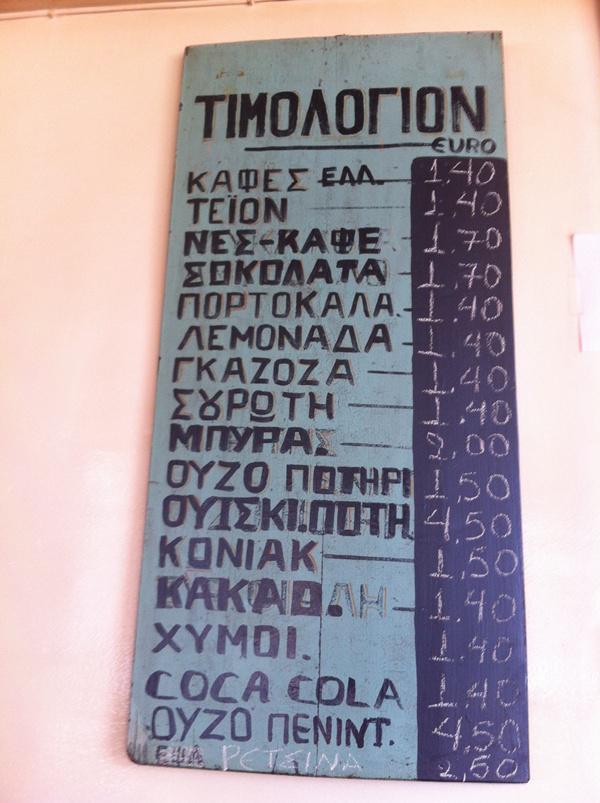 ΤΙΜΟΛΟΓΙΟΝ
EURO
ΚΑΦΕΣ ΕΛΛ. 1.40
ΤΕΪΟΝ 1.40
ΝΕΣ-ΚΑΦΕ 1.70
ΣΟΚΟΛΑΤΑ 1.70
ΠΟΡΤΟΚΑΛΑ. 1.40
ΛΕΜΟΝΑΔΑ 1.40
ΓΚΑΖΟΖΑ 1.40
ΣΥΡΩΤΗ 1.40
ΜΠΥΡΑ 2.00
ΟΥΖΟ ΠΟΤΗΡΙ 1.50
ΟΥΙΣΚΙ.ΠΟΤΗ 4.50
ΚΟΝΙΑΚ 1.50
ΚΑΚΑΟ. 1.40
ΧΥΜΟΙ. 1.40
COCA COLA 1.40
ΟΥΖΟ ΠΕΝΙΝΤ. 4.50
ΡΕΤΣΙΝΑ 2,50